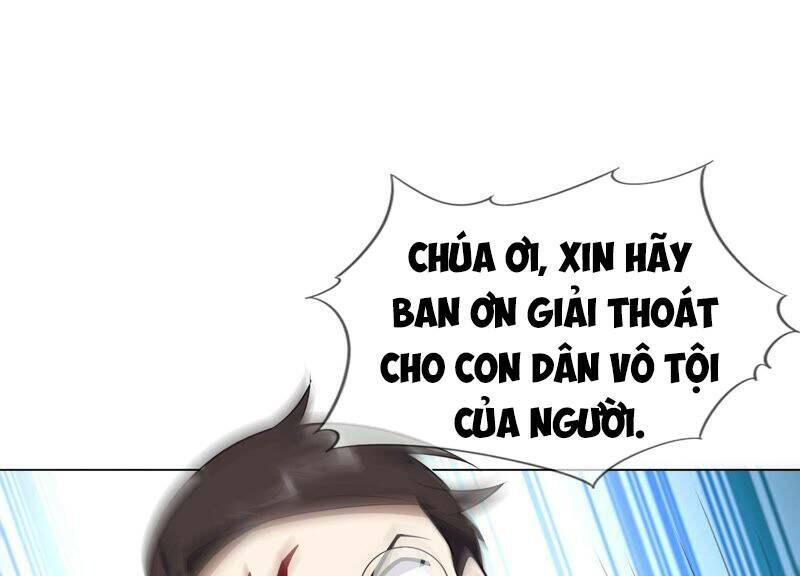 CHÚA ƠI, XIN HÃY
BAN ƠN GIẢI THOÁT
CHO CON DÂN VÔ TỘI
CỦA NGƯỜI.